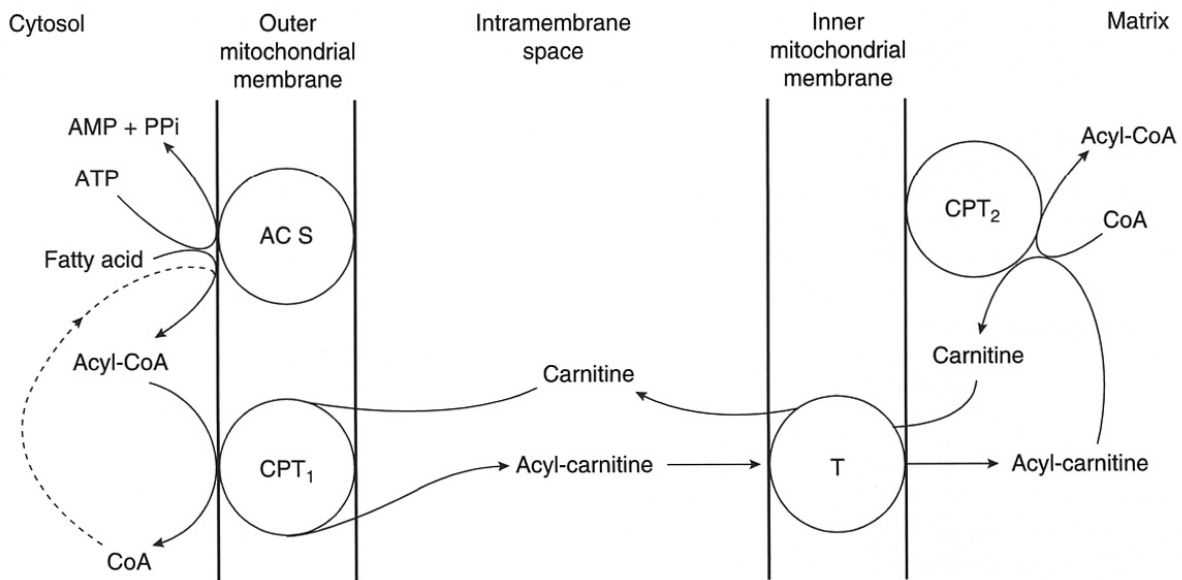 Cytosol
Outer
mitochondrial
membrane
Intramembrane
space
Inner
mitochondrial
membrane
Matrix
AMP + PPi
ATP
Fatty acid
AC S
Acyl-CoA
CPT₁
CoA
Carnitine
Acyl-carnitine
T
CPT₂
Acyl-CoA
CoA
Carnitine
Acyl-carnitine